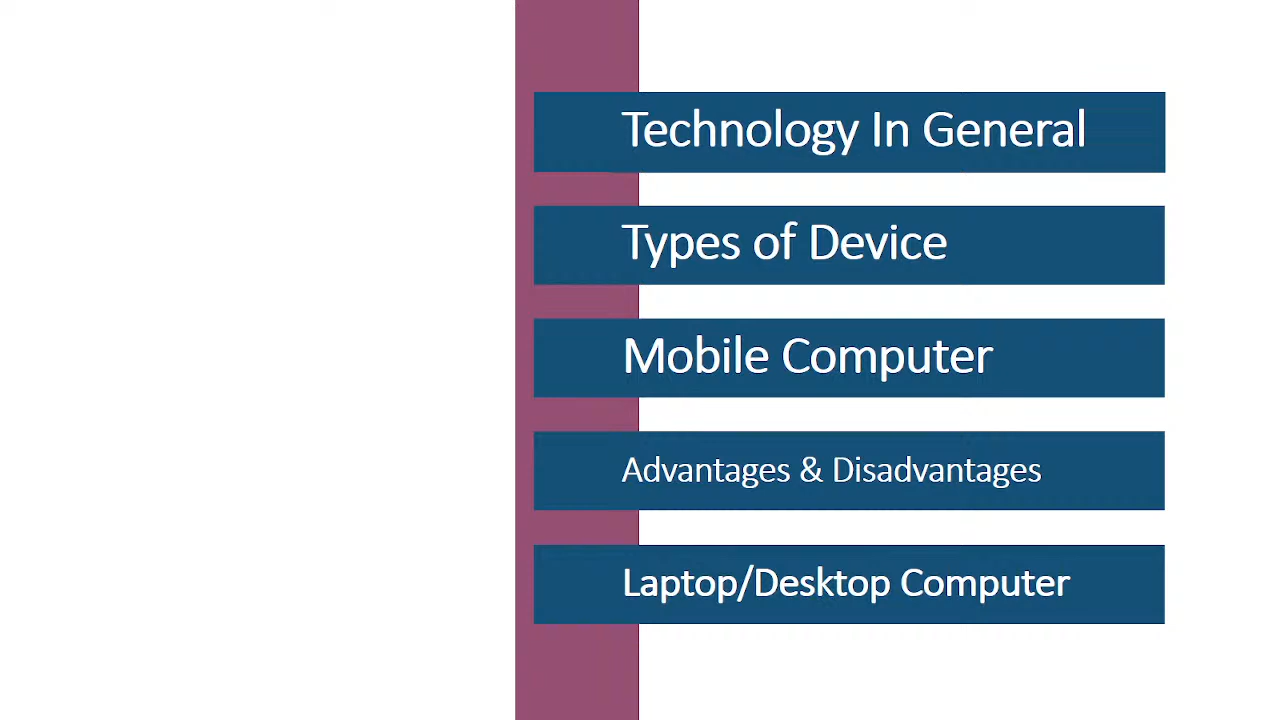 Technology In General
Types of Device
Mobile Computer
Advantages & Disadvantages
Laptop/Desktop Computer